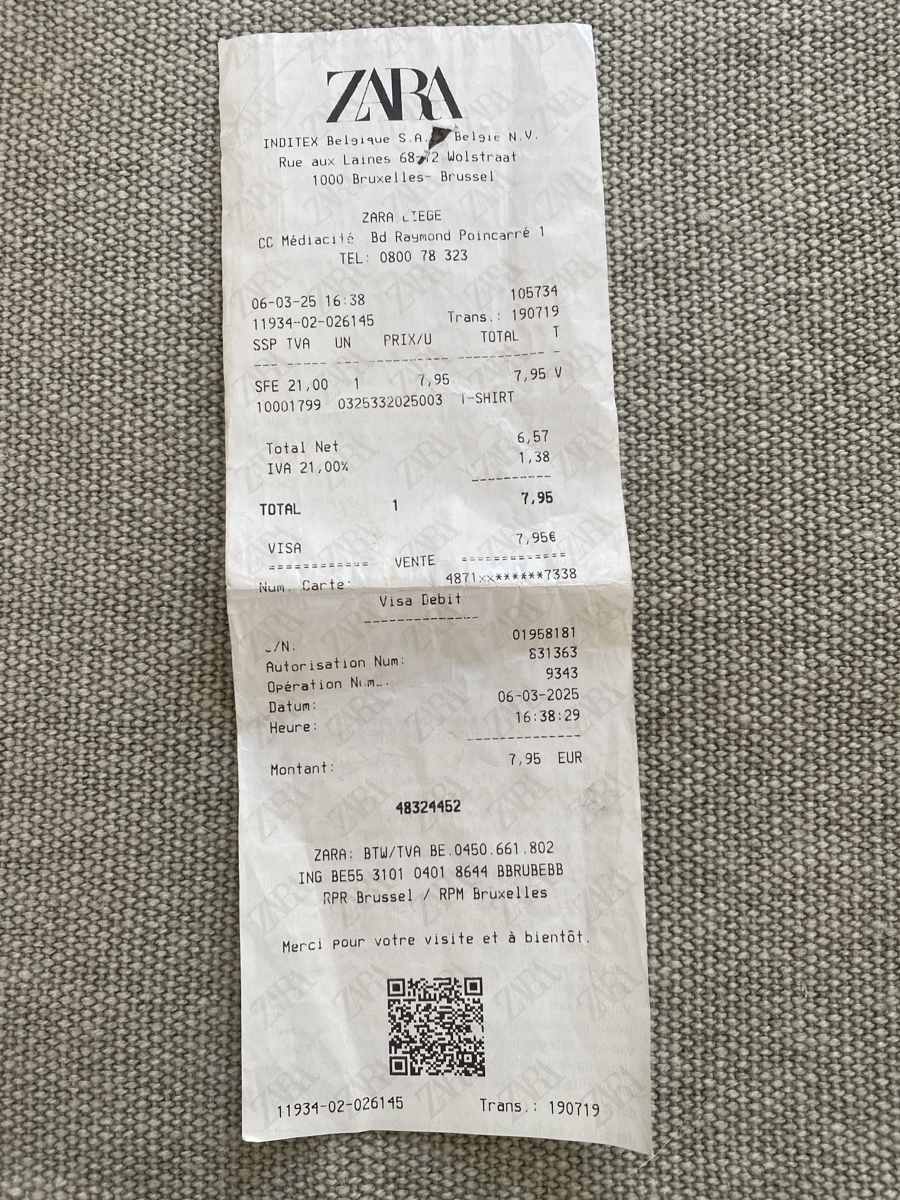 ZARA
INDITEX Belgique S.A. België N.V.
Rue aux Laines 68-72 Wolstraat
1000 Bruxelles- Brussel
ZARA LIEGE
CC Médiacité Bd Raymond Poincarré 1
TEL: 0800 78 323
06-03-25 16:38 105734
11934-02-026145 Trans.: 190719
SSP TVA UN PRIX/U TOTAL T
--- ----- --- -------- ---------- -
SFE 21,00 1 7,95 7,95 V
10001799 0325332025003 T-SHIRT
Total Net 6,57
IVA 21,00% 1,38
----------
TOTAL 1 7,95
VISA 7,95€
============ VENTE ============
Num. Carte: 4871xx******7338
Visa Debit
--------------
Autorisation Num: 831363
01958181
Opération Num.: 9343
Datum: 06-03-2025
Heure: 16:38:29
--------------
Montant: 7,95 EUR
48324452
ZARA: BTW/TVA BE.0450.661.802
ING BE55 3101 0401 8644 BBRUBEBB
RPR Brussel / RPM Bruxelles
Merci pour votre visite et à bientôt.
11934-02-026145 Trans.: 190719